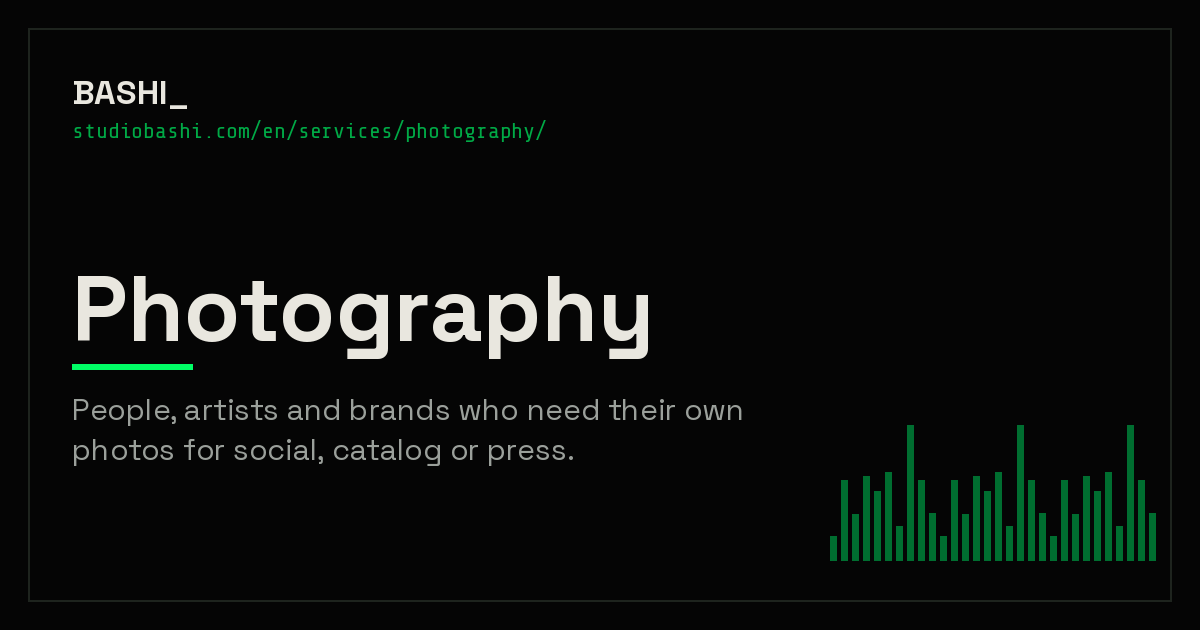 BASHI_
studiobashi.com/en/services/photography/
Photography
People, artists and brands who need their own
photos for social, catalog or press.